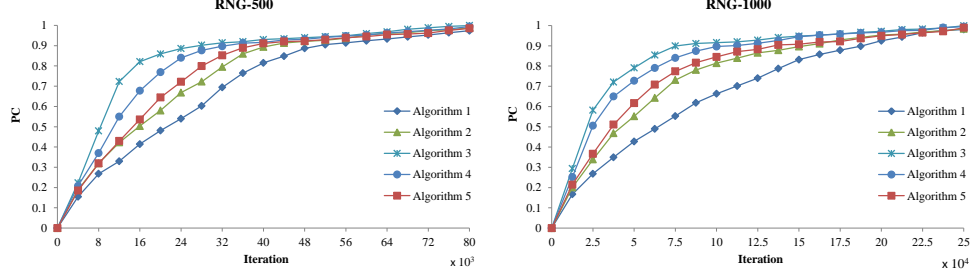 RNG-500
PC
1
0.9
0.8
0.7
0.6
0.5
0.4
0.3
0.2
0.1
0
0 8 16 24 32 40 48 56 64 72 80
Iteration
x 10³
Algorithm 1
Algorithm 2
Algorithm 3
Algorithm 4
Algorithm 5
RNG-1000
PC
1
0.9
0.8
0.7
0.6
0.5
0.4
0.3
0.2
0.1
0
0 2.5 5 7.5 10 12.5 15 17.5 20 22.5 25
Iteration
x 10⁴
Algorithm 1
Algorithm 2
Algorithm 3
Algorithm 4
Algorithm 5